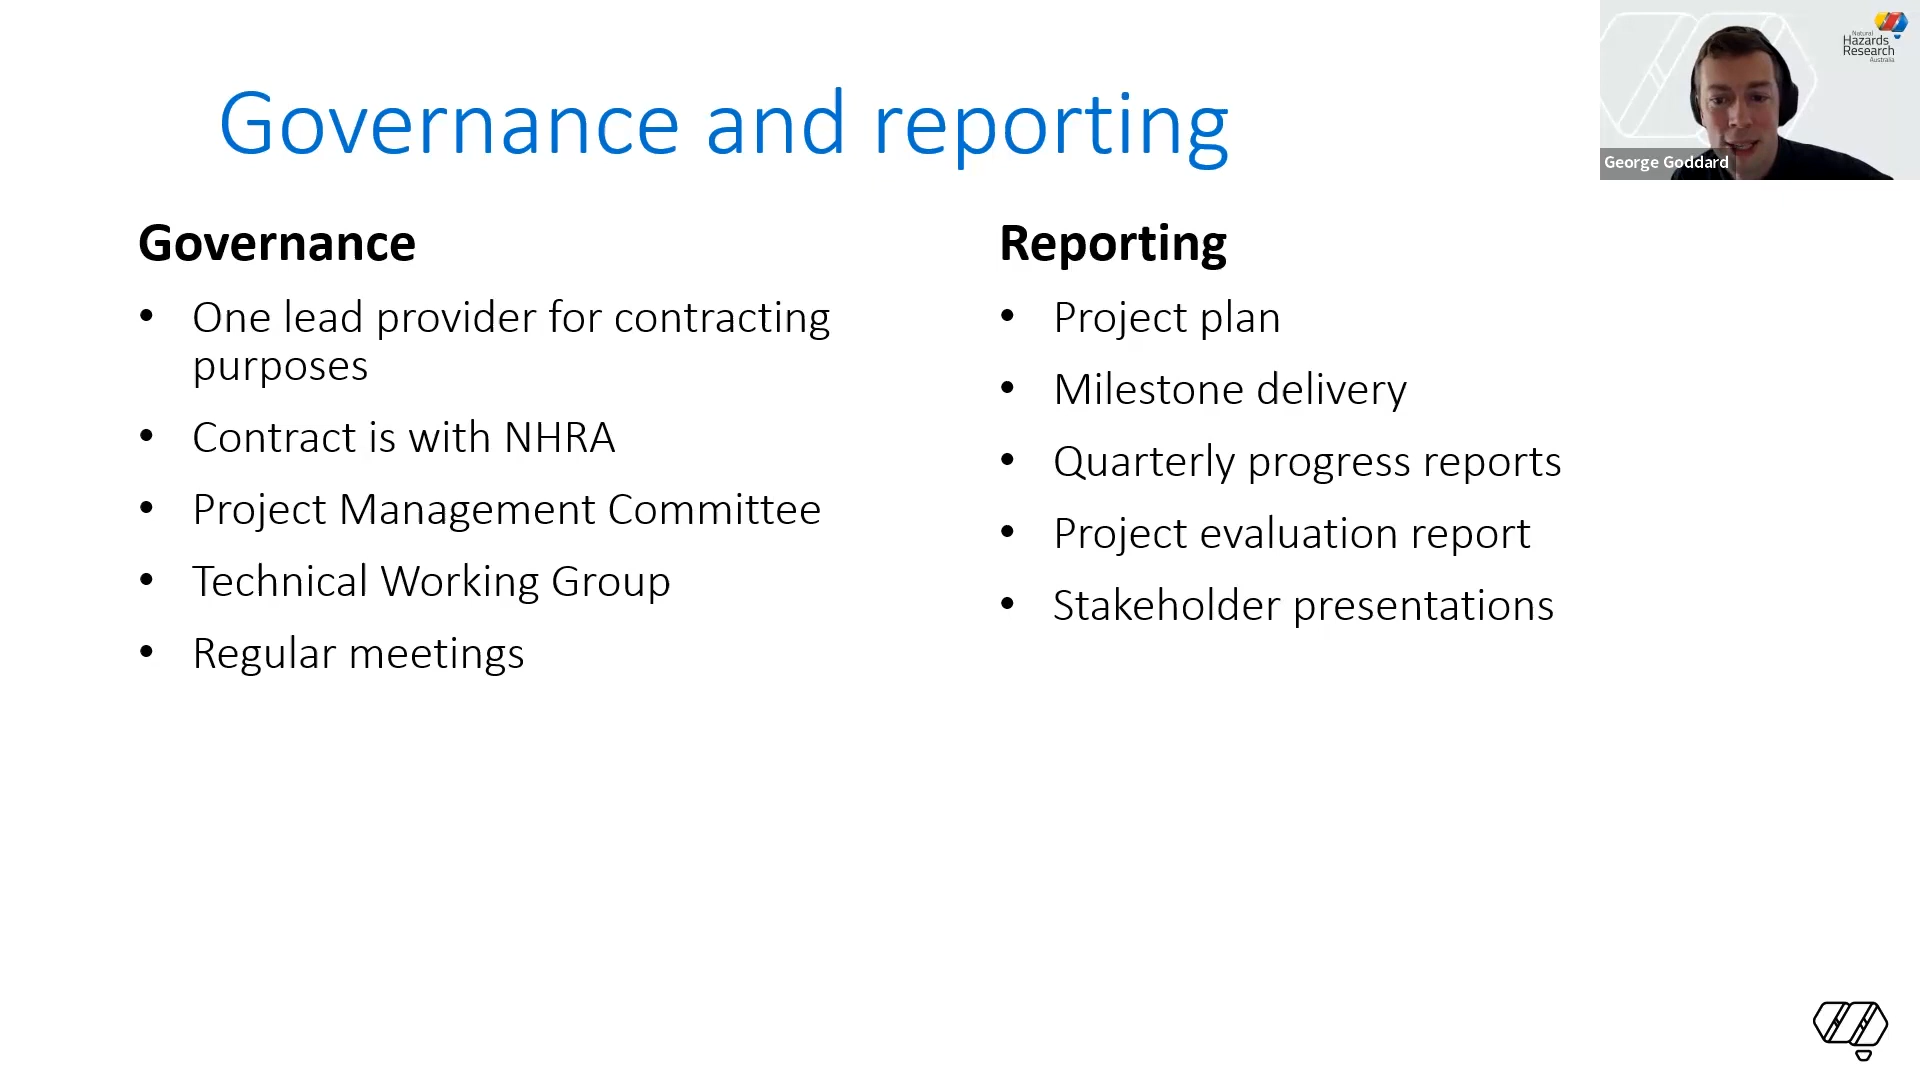 Governance and reporting
Governance
• One lead provider for contracting
purposes
• Contract is with NHRA
• Project Management Committee
• Technical Working Group
• Regular meetings
Reporting
• Project plan
• Milestone delivery
• Quarterly progress reports
• Project evaluation report
• Stakeholder presentations
Natural
Hazards
Research
Australia
George Goddard